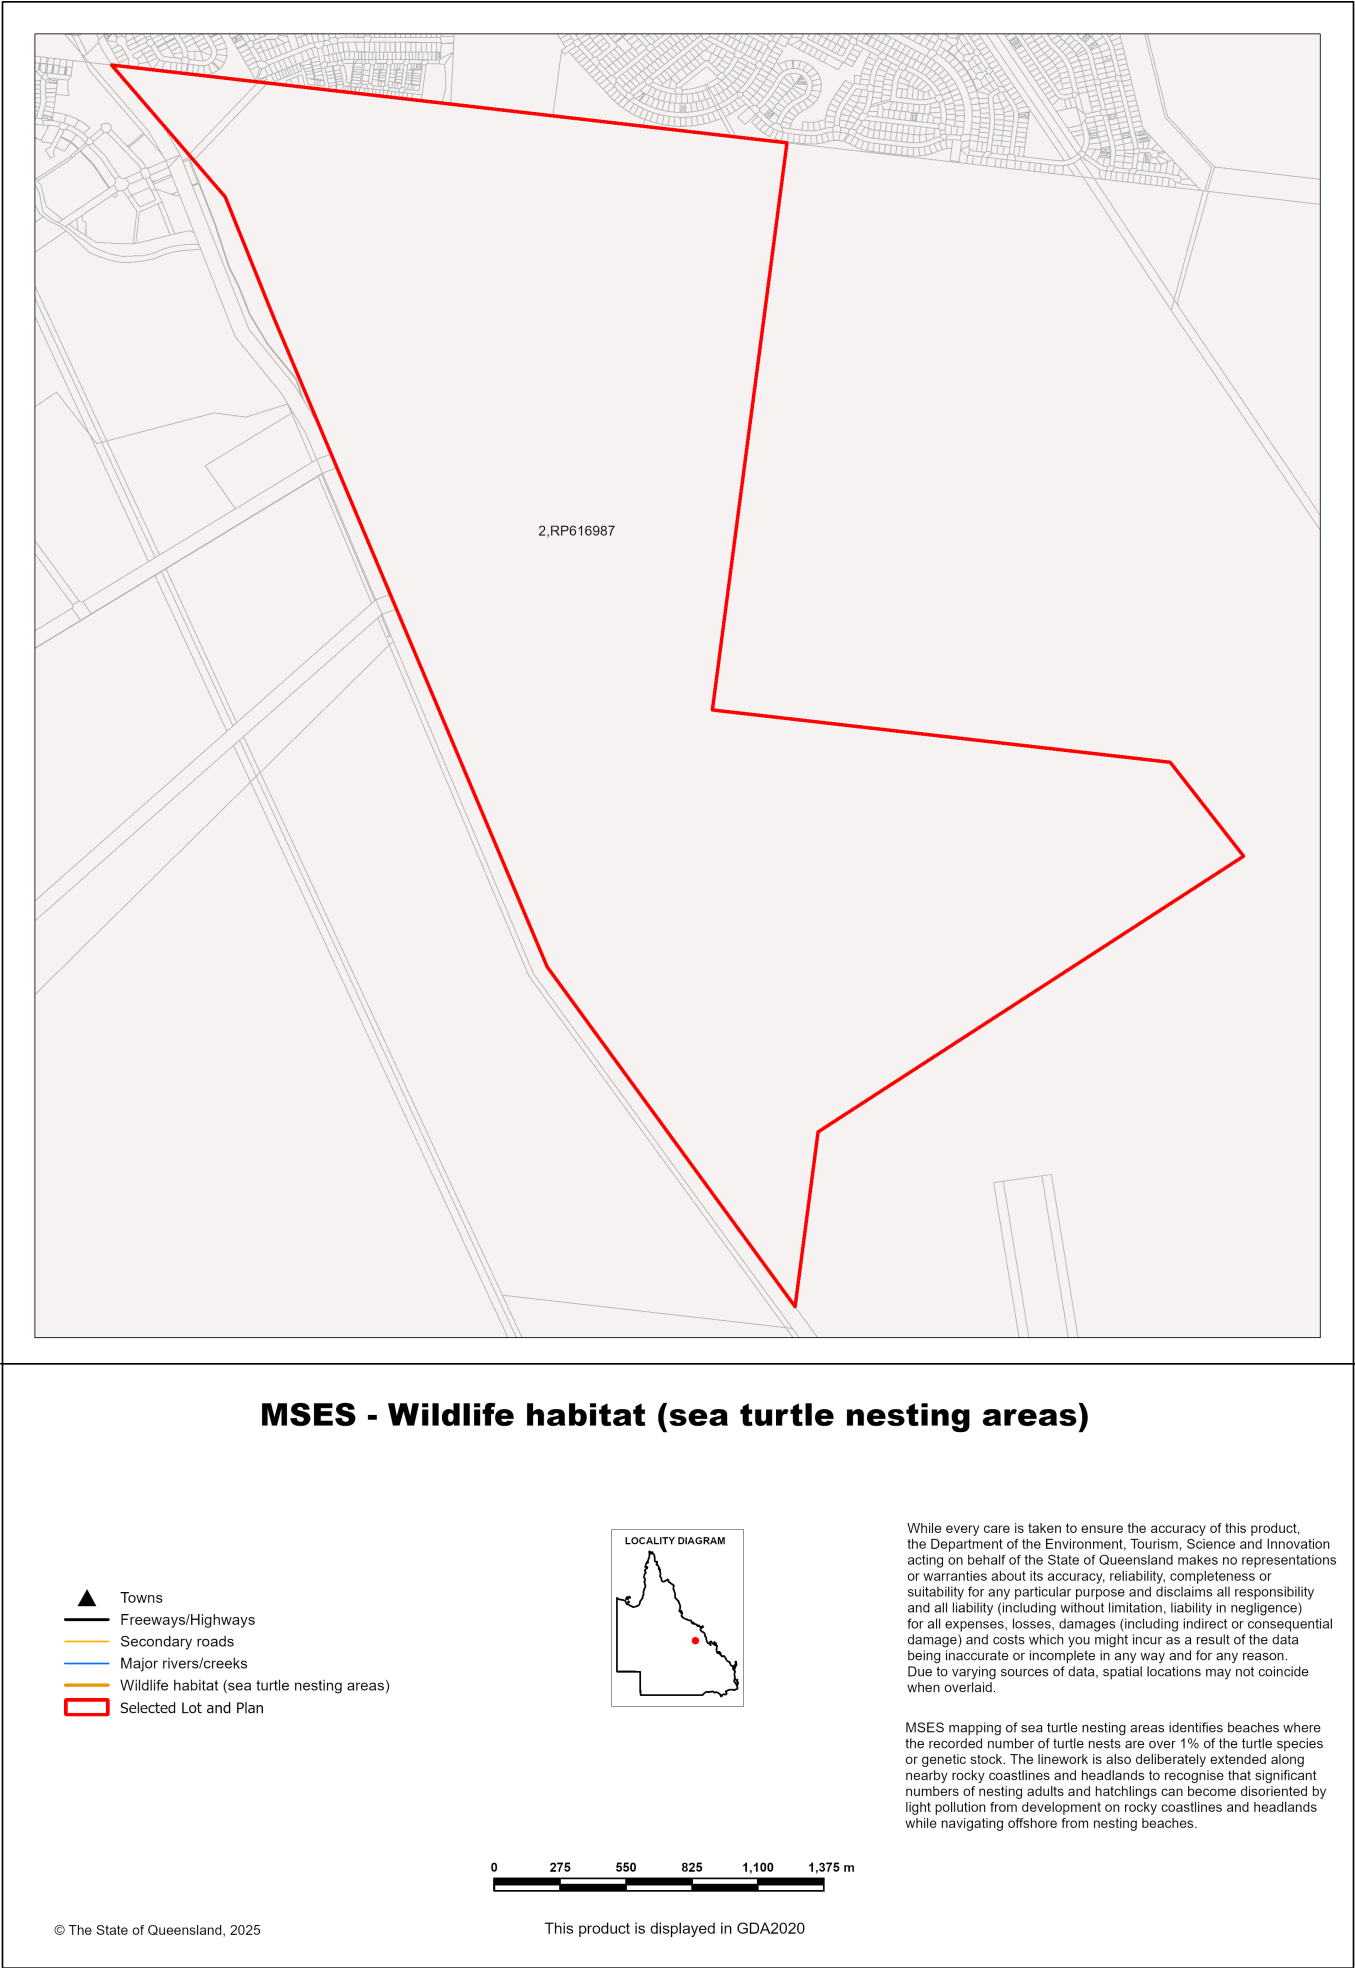 2,RP616987
MSES - Wildlife habitat (sea turtle nesting areas)
Towns
Freeways/Highways
Secondary roads
Major rivers/creeks
Wildlife habitat (sea turtle nesting areas)
Selected Lot and Plan
LOCALITY DIAGRAM
While every care is taken to ensure the accuracy of this product,
the Department of the Environment, Tourism, Science and Innovation
acting on behalf of the State of Queensland makes no representations
or warranties about its accuracy, reliability, completeness or
suitability for any particular purpose and disclaims all responsibility
and all liability (including without limitation, liability in negligence)
for all expenses, losses, damages (including indirect or consequential
damage) and costs which you might incur as a result of the data
being inaccurate or incomplete in any way and for any reason.
Due to varying sources of data, spatial locations may not coincide
when overlaid.
MSES mapping of sea turtle nesting areas identifies beaches where
the recorded number of turtle nests are over 1% of the turtle species
or genetic stock. The linework is also deliberately extended along
nearby rocky coastlines and headlands to recognise that significant
numbers of nesting adults and hatchlings can become disoriented by
light pollution from development on rocky coastlines and headlands
while navigating offshore from nesting beaches.
0 275 550 825 1,100 1,375 m
© The State of Queensland, 2025
This product is displayed in GDA2020